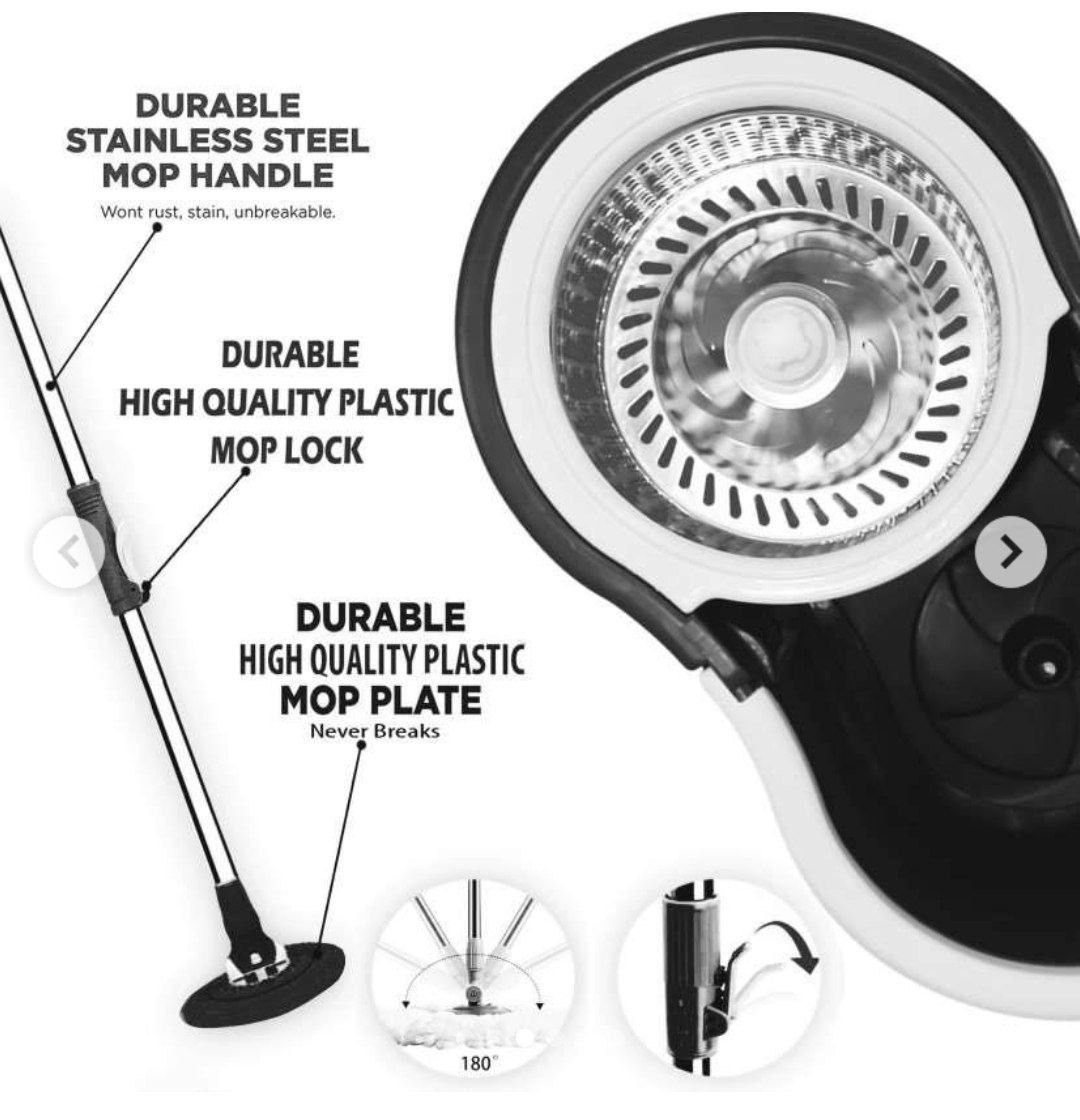 DURABLE
STAINLESS STEEL
MOP HANDLE
Wont rust, stain, unbreakable.
DURABLE
HIGH QUALITY PLASTIC
MOP LOCK
DURABLE
HIGH QUALITY PLASTIC
MOP PLATE
Never Breaks
180°